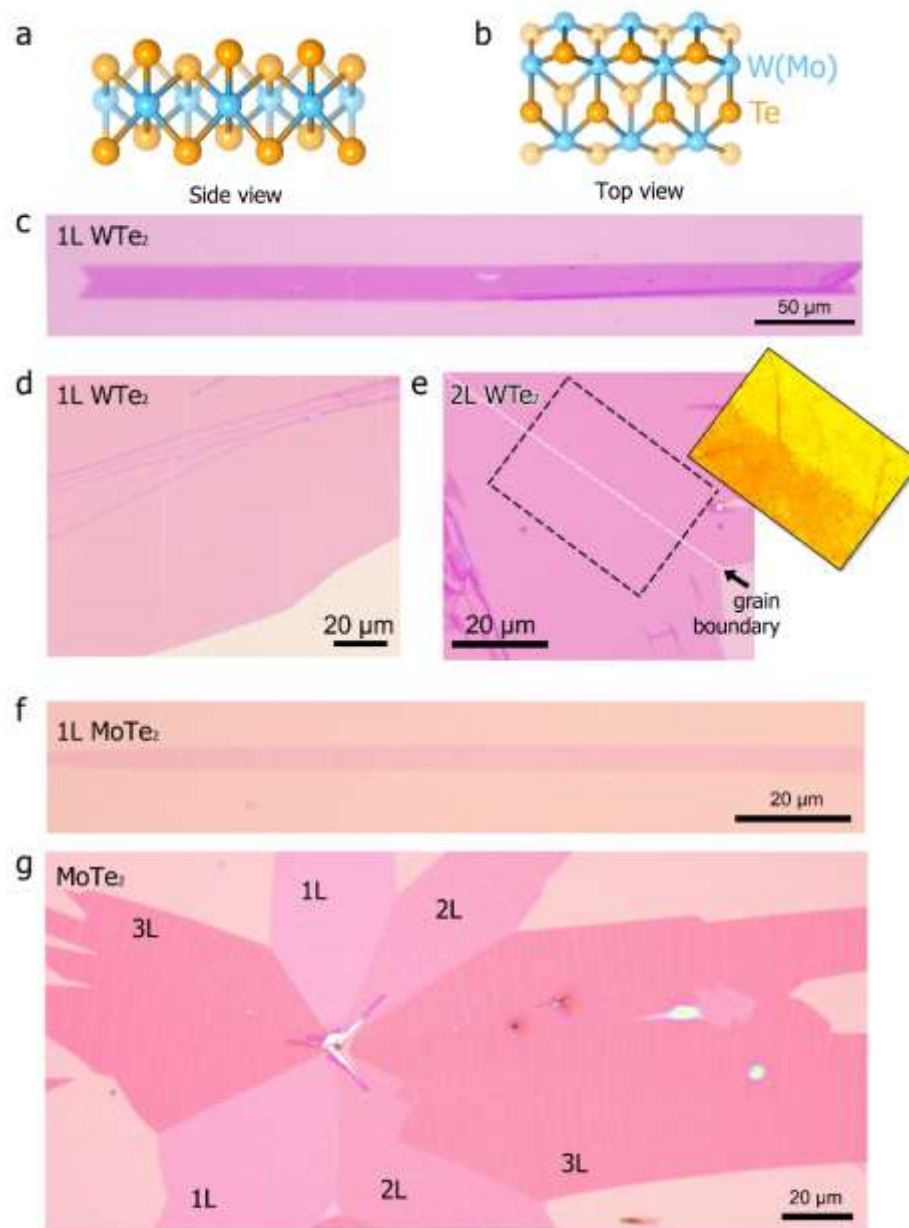 a
b
W(Mo)
Te
Side view
Top view
c
1L WTe₂
50 μm
d
1L WTe₂
20 μm
e
2L WTe₂
20 μm
grain
boundary
f
1L MoTe₂
20 μm
g
MoTe₂
1L
2L
3L
1L
2L
3L
20 μm